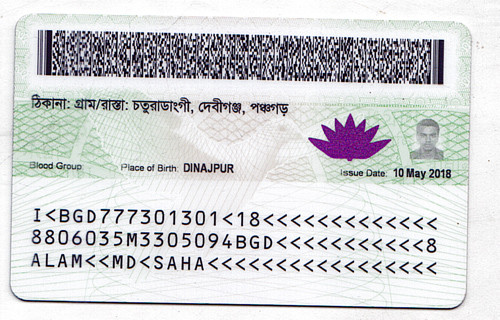 ঠিকানা: গ্রাম/রাস্তা: চতুরাডাংগী, দেবীগঞ্জ, পঞ্চগড়
Blood Group Place of Birth: DINAJPUR Issue Date: 10 May 2018
I<BGD777301301<18<<<<<<<<<<<<<
8806035M3305094BGD<<<<<<<<<<<8
ALAM<<MD<SAHA<<<<<<<<<<<<<<<<<